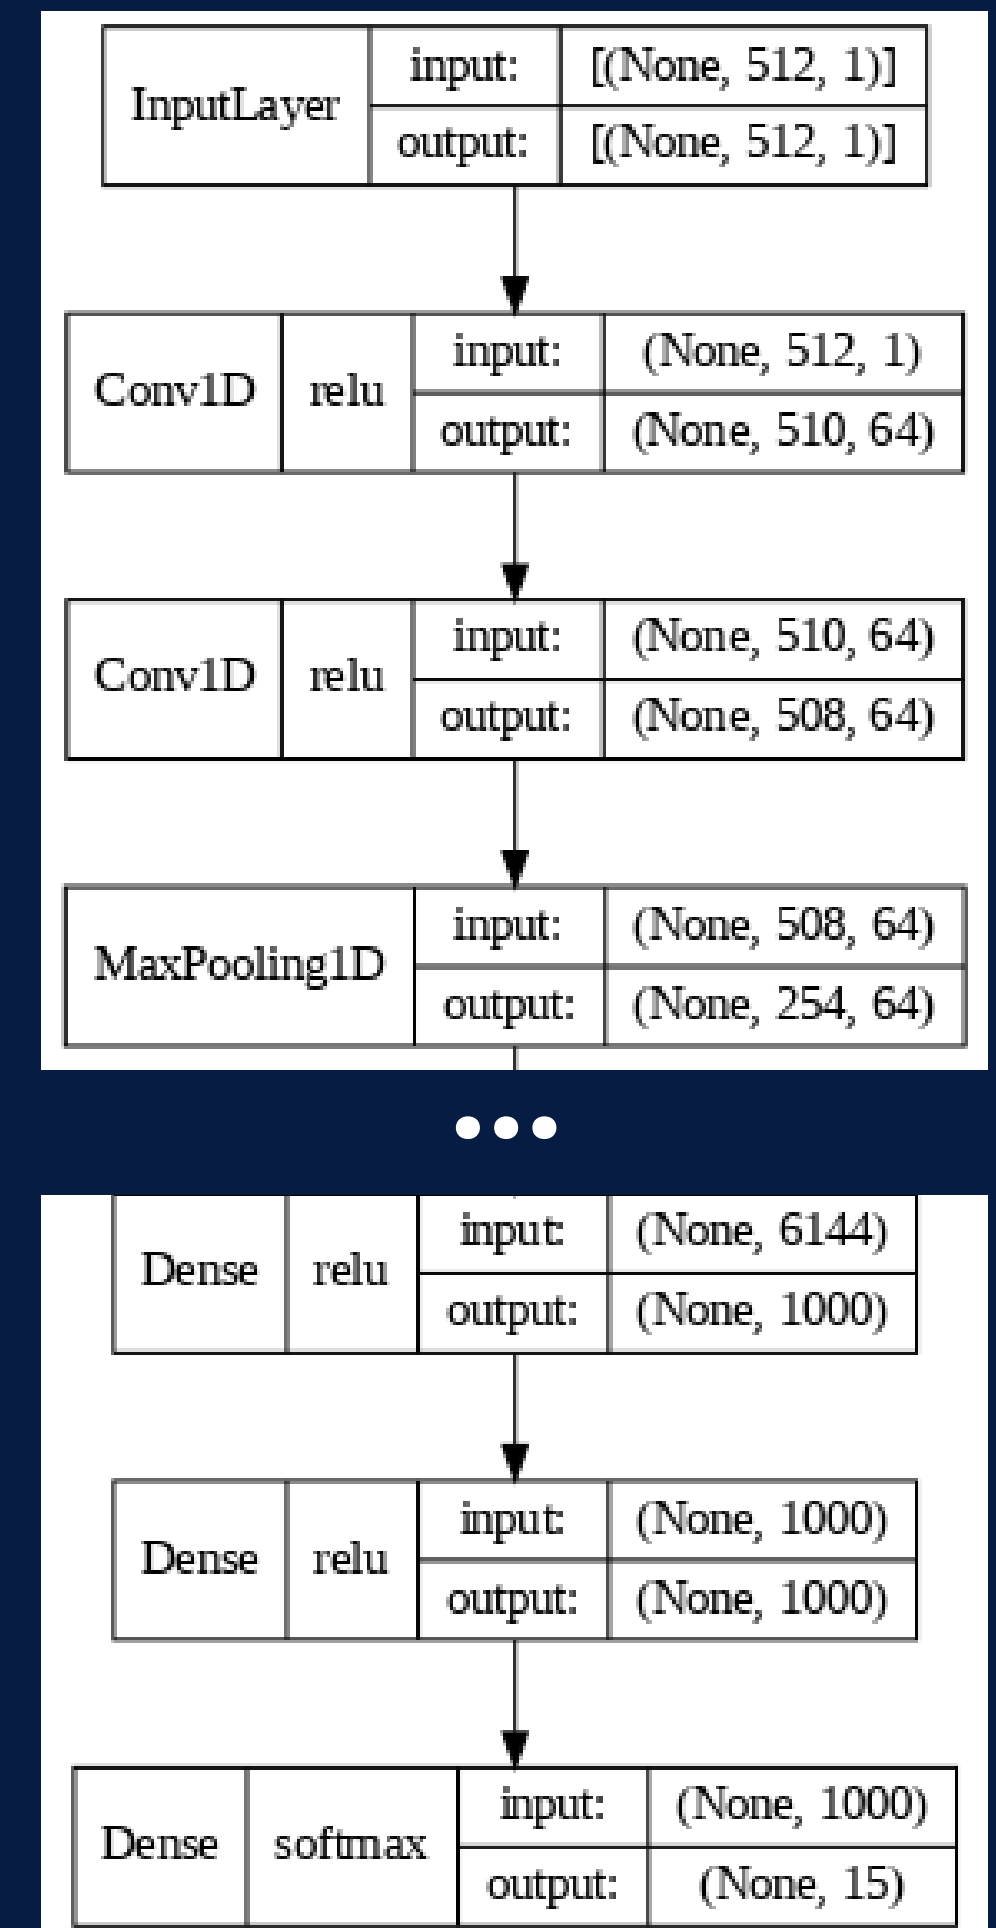 InputLayer
input: [(None, 512, 1)]
output: [(None, 512, 1)]
Conv1D relu
input: (None, 512, 1)
output: (None, 510, 64)
Conv1D relu
input: (None, 510, 64)
output: (None, 508, 64)
MaxPooling1D
input: (None, 508, 64)
output: (None, 254, 64)
...
Dense relu
input: (None, 6144)
output: (None, 1000)
Dense relu
input: (None, 1000)
output: (None, 1000)
Dense softmax
input: (None, 1000)
output: (None, 15)